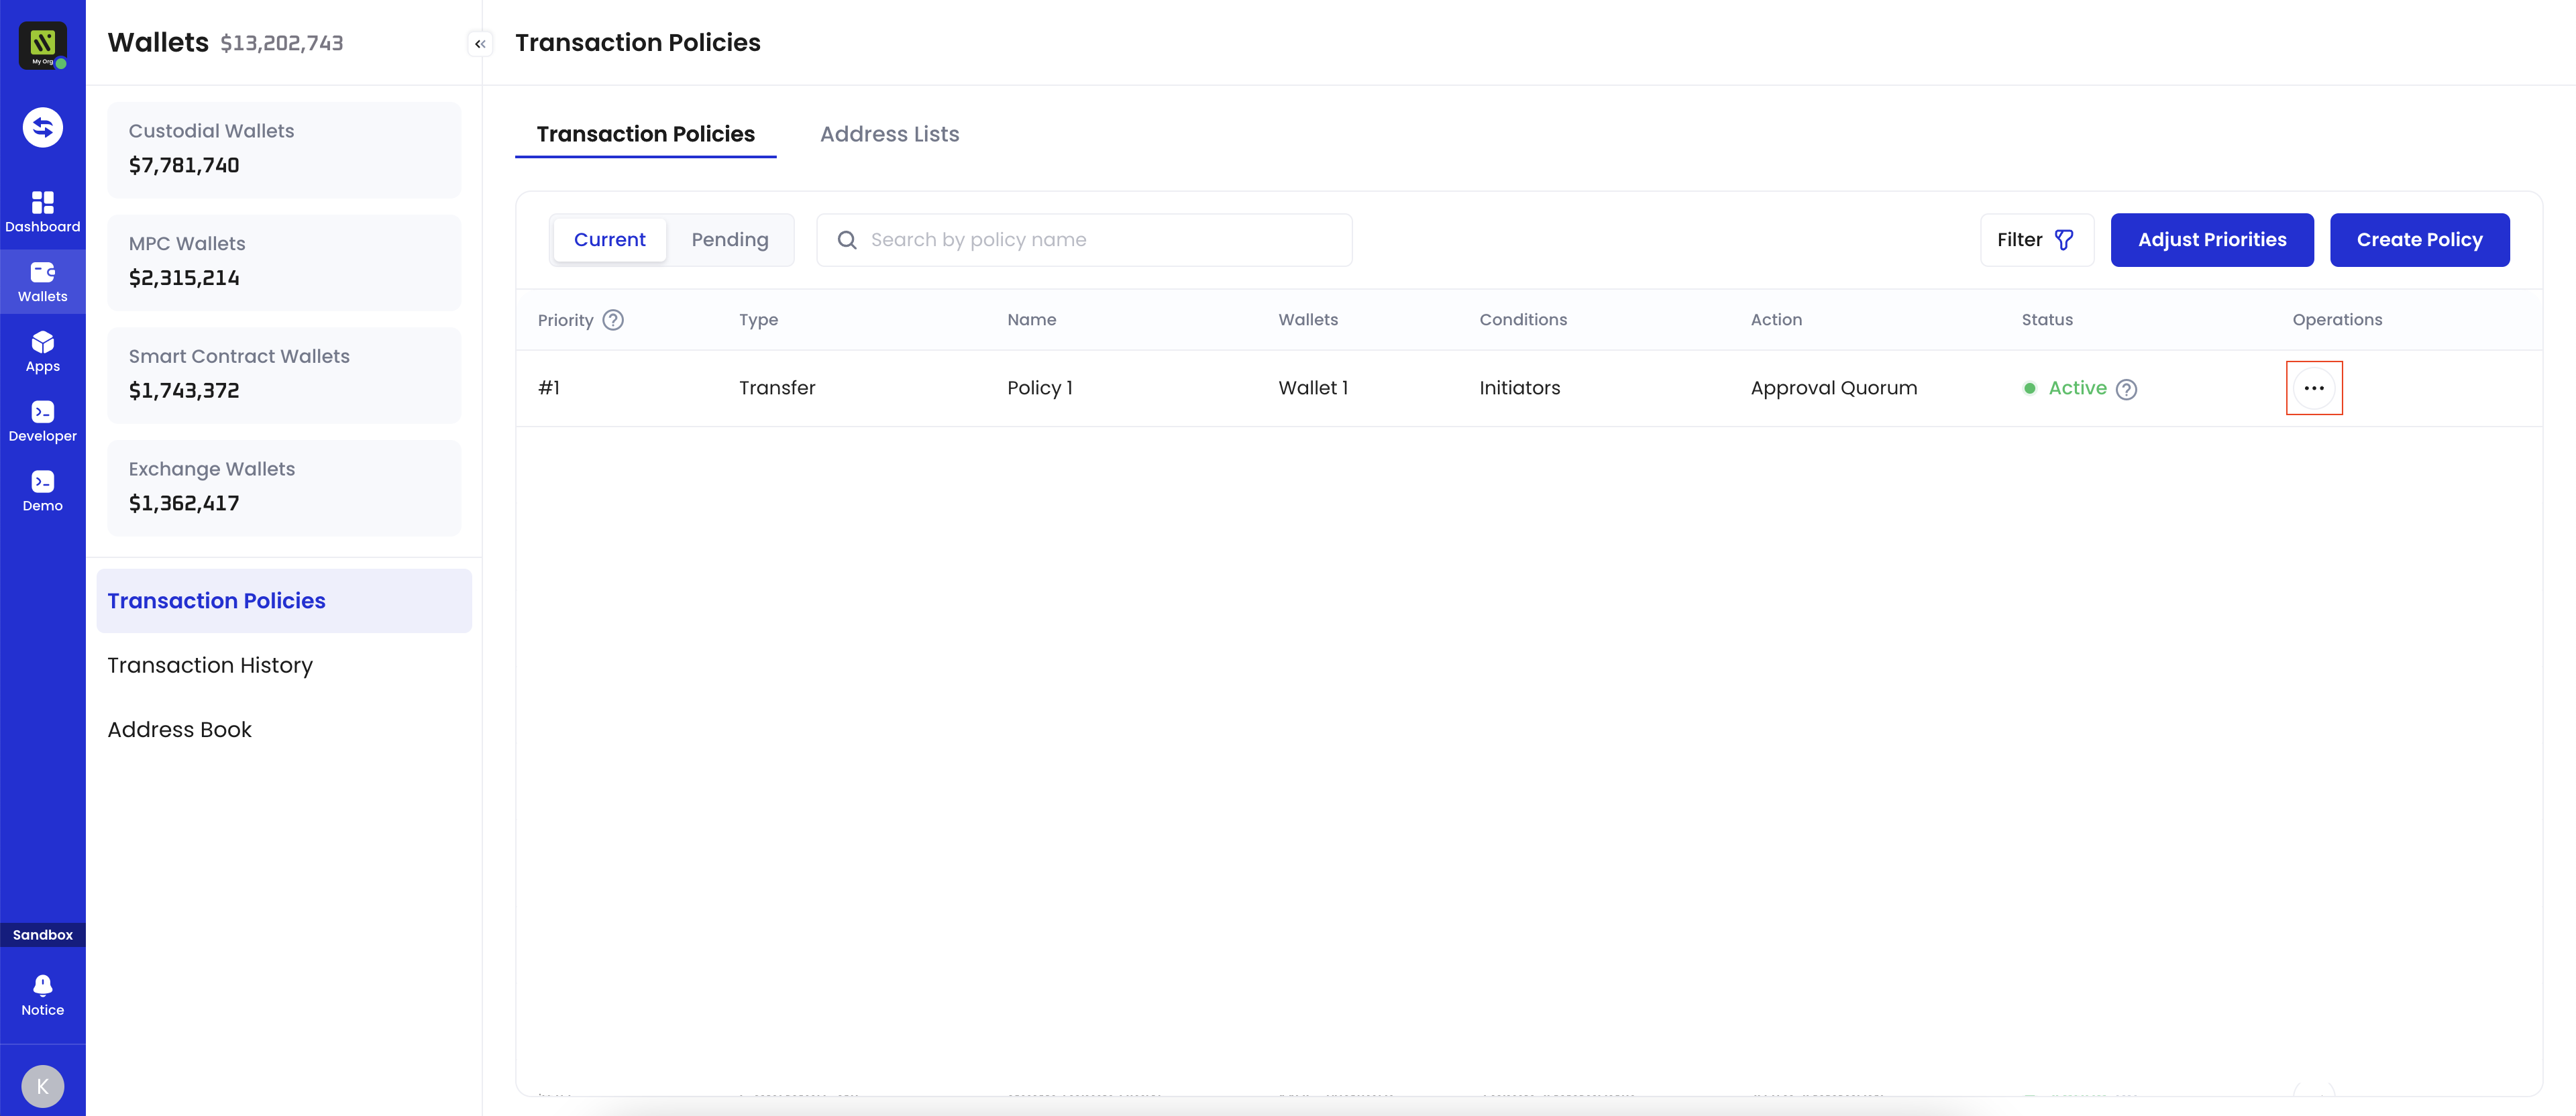 My Org
Dashboard
Wallets
Apps
Developer
Demo
Sandbox
Notice
K
Wallets $13,202,743
Custodial Wallets
$7,781,740
MPC Wallets
$2,315,214
Smart Contract Wallets
$1,743,372
Exchange Wallets
$1,362,417
Transaction Policies
Transaction History
Address Book
Transaction Policies
Transaction Policies Address Lists
Current Pending Search by policy name Filter Adjust Priorities Create Policy
Priority ? Type Name Wallets Conditions Action Status Operations
#1 Transfer Policy 1 Wallet 1 Initiators Approval Quorum Active ? ...